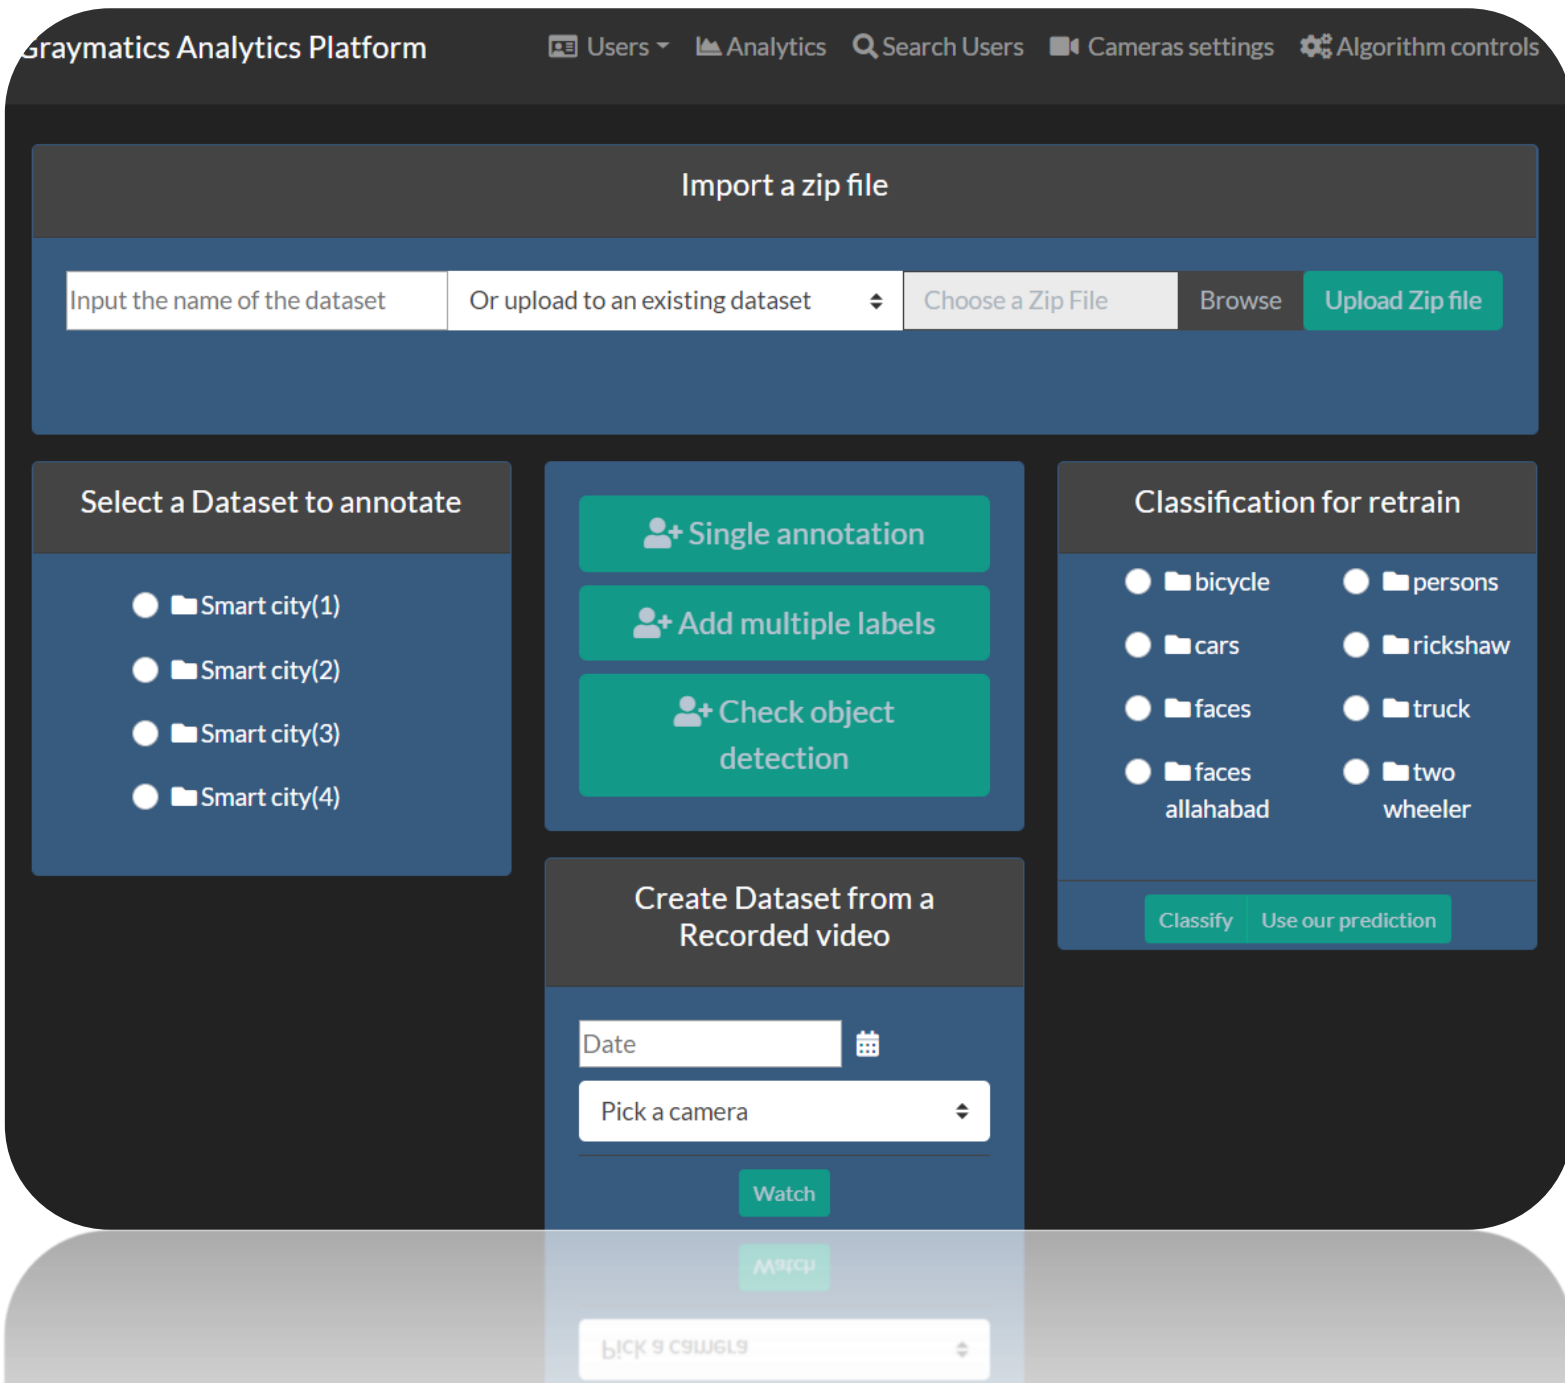 Graymatics Analytics Platform
Users
Analytics
Search Users
Cameras settings
Algorithm controls
Import a zip file
Input the name of the dataset
Or upload to an existing dataset
Choose a Zip File
Browse
Upload Zip file
Select a Dataset to annotate
Smart city(1)
Smart city(2)
Smart city(3)
Smart city(4)
Single annotation
Add multiple labels
Check object
detection
Create Dataset from a
Recorded video
Date
Pick a camera
Watch
Classification for retrain
bicycle
persons
cars
rickshaw
faces
truck
faces
allahabad
two
wheeler
Classify
Use our prediction
Watch
Pick a camera